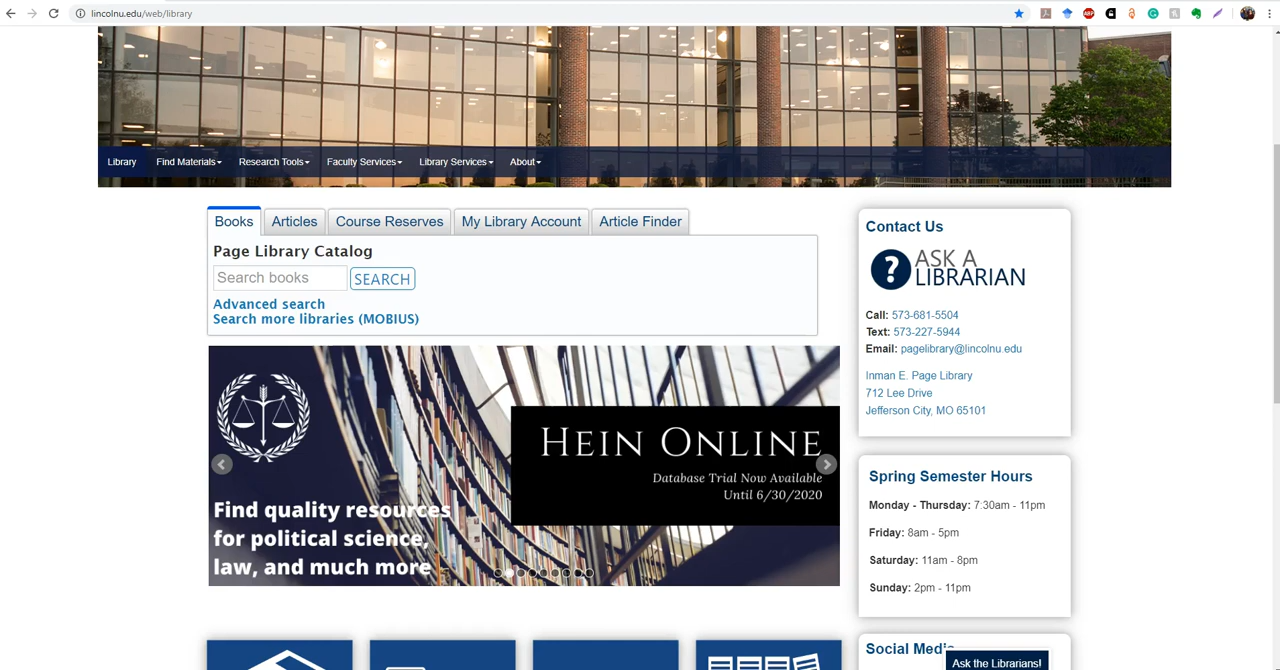 lincolnu.edu/web/library
ABP
Library
Find Materials
Research Tools
Faculty Services
Library Services
About
Books
Articles
Course Reserves
My Library Account
Article Finder
Page Library Catalog
Search books
SEARCH
Advanced search
Search more libraries (MOBIUS)
HEIN ONLINE
Database Trial Now Available
Until 6/30/2020
Find quality resources
for political science,
law, and much more
Contact Us
?
ASK A
LIBRARIAN
Call: 573-681-5504
Text: 573-227-5944
Email: pagelibrary@lincolnu.edu
Inman E. Page Library
712 Lee Drive
Jefferson City, MO 65101
Spring Semester Hours
Monday - Thursday: 7:30am - 11pm
Friday: 8am - 5pm
Saturday: 11am - 8pm
Sunday: 2pm - 11pm
Social Media
Ask the Librarians!